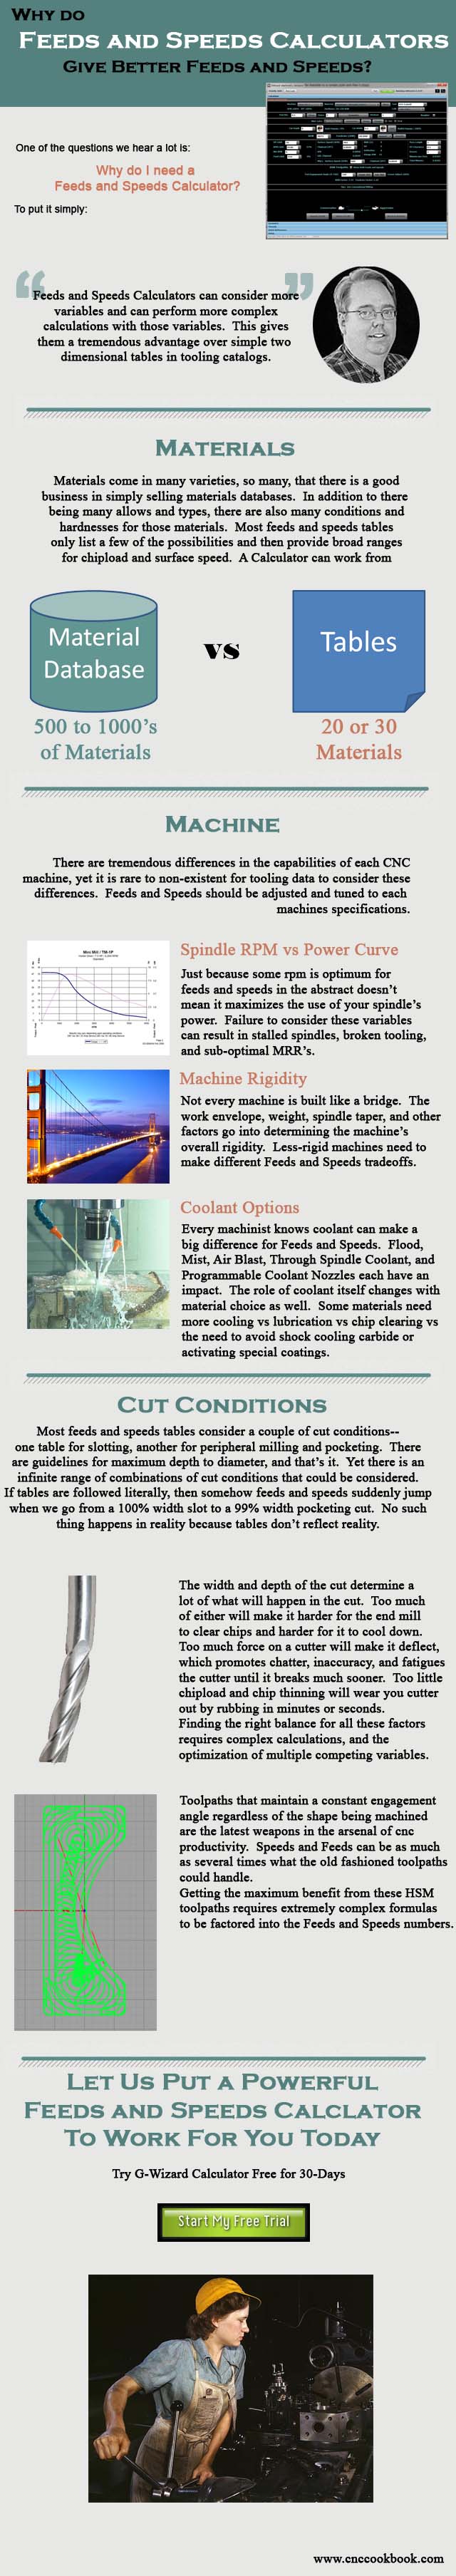 Why do
Feeds and Speeds Calculators
Give Better Feeds and Speeds?
One of the questions we hear a lot is:
Why do I need a
Feeds and Speeds Calculator?
To put it simply:
“ ”
Feeds and Speeds Calculators can consider more
variables and can perform more complex
calculations with those variables. This gives
them a tremendous advantage over simple two
dimensional tables in tooling catalogs.
Materials
Materials come in many varieties, so many, that there is a good
business in simply selling materials databases. In addition to there
being many allows and types, there are also many conditions and
hardnesses for those materials. Most feeds and speeds tables
only list a few of the possibilities and then provide broad ranges
for chipload and surface speed. A Calculator can work from
Material
Database
vs
Tables
500 to 1000's
of Materials
20 or 30
Materials
Machine
There are tremendous differences in the capabilities of each CNC
machine, yet it is rare to non-existent for tooling data to consider these
differences. Feeds and Speeds should be adjusted and tuned to each
machines specifications.
Spindle RPM vs Power Curve
Just because some rpm is optimum for
feeds and speeds in the abstract doesn't
mean it maximizes the use of your spindle's
power. Failure to consider these variables
can result in stalled spindles, broken tooling,
and sub-optimal MRR's.
Machine Rigidity
Not every machine is built like a bridge. The
work envelope, weight, spindle taper, and other
factors go into determining the machine's
overall rigidity. Less-rigid machines need to
make different Feeds and Speeds tradeoffs.
Coolant Options
Every machinist knows coolant can make a
big difference for Feeds and Speeds. Flood,
Mist, Air Blast, Through Spindle Coolant, and
Programmable Coolant Nozzles each have an
impact. The role of coolant itself changes with
material choice as well. Some materials need
more cooling vs lubrication vs chip clearing vs
the need to avoid shock cooling carbide or
activating special coatings.
Cut Conditions
Most feeds and speeds tables consider a couple of cut conditions--
one table for slotting, another for peripheral milling and pocketing. There
are guidelines for maximum depth to diameter, and that's it. Yet there is an
infinite range of combinations of cut conditions that could be considered.
If tables are followed literally, then somehow feeds and speeds suddenly jump
when we go from a 100% width slot to a 99% width pocketing cut. No such
thing happens in reality because tables don't reflect reality.
The width and depth of the cut determine a
lot of what will happen in the cut. Too much
of either will make it harder for the end mill
to clear chips and harder for it to cool down.
Too much force on a cutter will make it deflect,
which promotes chatter, inaccuracy, and fatigues
the cutter until it breaks much sooner. Too little
chipload and chip thinning will wear you cutter
out by rubbing in minutes or seconds.
Finding the right balance for all these factors
requires complex calculations, and the
optimization of multiple competing variables.
Toolpaths that maintain a constant engagement
angle regardless of the shape being machined
are the latest weapons in the arsenal of cnc
productivity. Speeds and Feeds can be as much
as several times what the old fashioned toolpaths
could handle.
Getting the maximum benefit from these HSM
toolpaths requires extremely complex formulas
to be factored into the Feeds and Speeds numbers.
Let Us Put a Powerful
Feeds and Speeds Calclator
To Work For You Today
Try G-Wizard Calculator Free for 30-Days
Start My Free Trial
www.cnccookbook.com